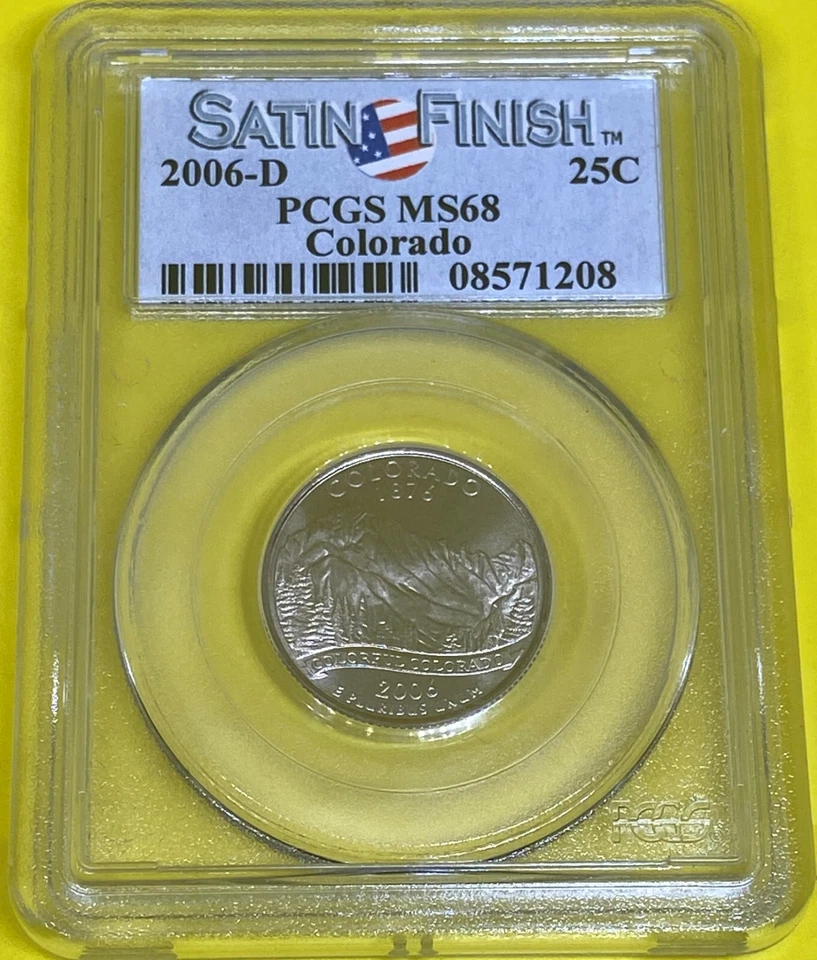 SATIN FINISH™
2006-D 25C
PCGS MS68
Colorado
08571208
COLORADO
1876
COLORFUL COLORADO
2006
E PLURIBUS UNUM
PCGS